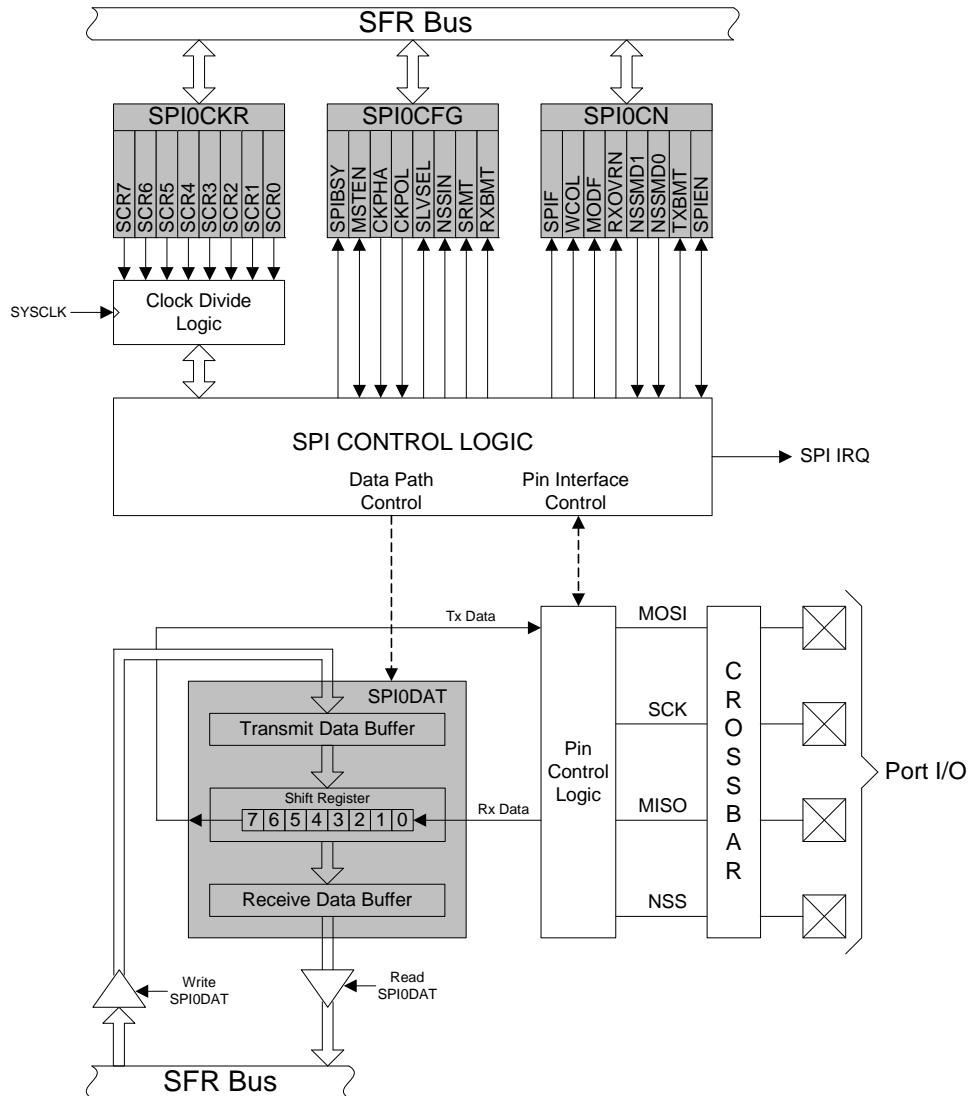 SFR Bus
SPI0CKR
SCR7
SCR6
SCR5
SCR4
SCR3
SCR2
SCR1
SCR0
SPI0CFG
SPIBSY
MSTEN
CKPHA
CKPOL
SLVSEL
NSSIN
SRMT
RXBMT
SPI0CN
SPIF
WCOL
MODF
RXOVRN
NSSMD1
NSSMD0
TXBMT
SPIEN
SYSCLK
Clock Divide
Logic
SPI CONTROL LOGIC
Data Path
Control
Pin Interface
Control
SPI IRQ
Tx Data
SPI0DAT
Transmit Data Buffer
Shift Register
7 6 5 4 3 2 1 0
Rx Data
Receive Data Buffer
Pin
Control
Logic
MOSI
SCK
MISO
NSS
CROSSBAR
Port I/O
Write
SPI0DAT
Read
SPI0DAT
SFR Bus